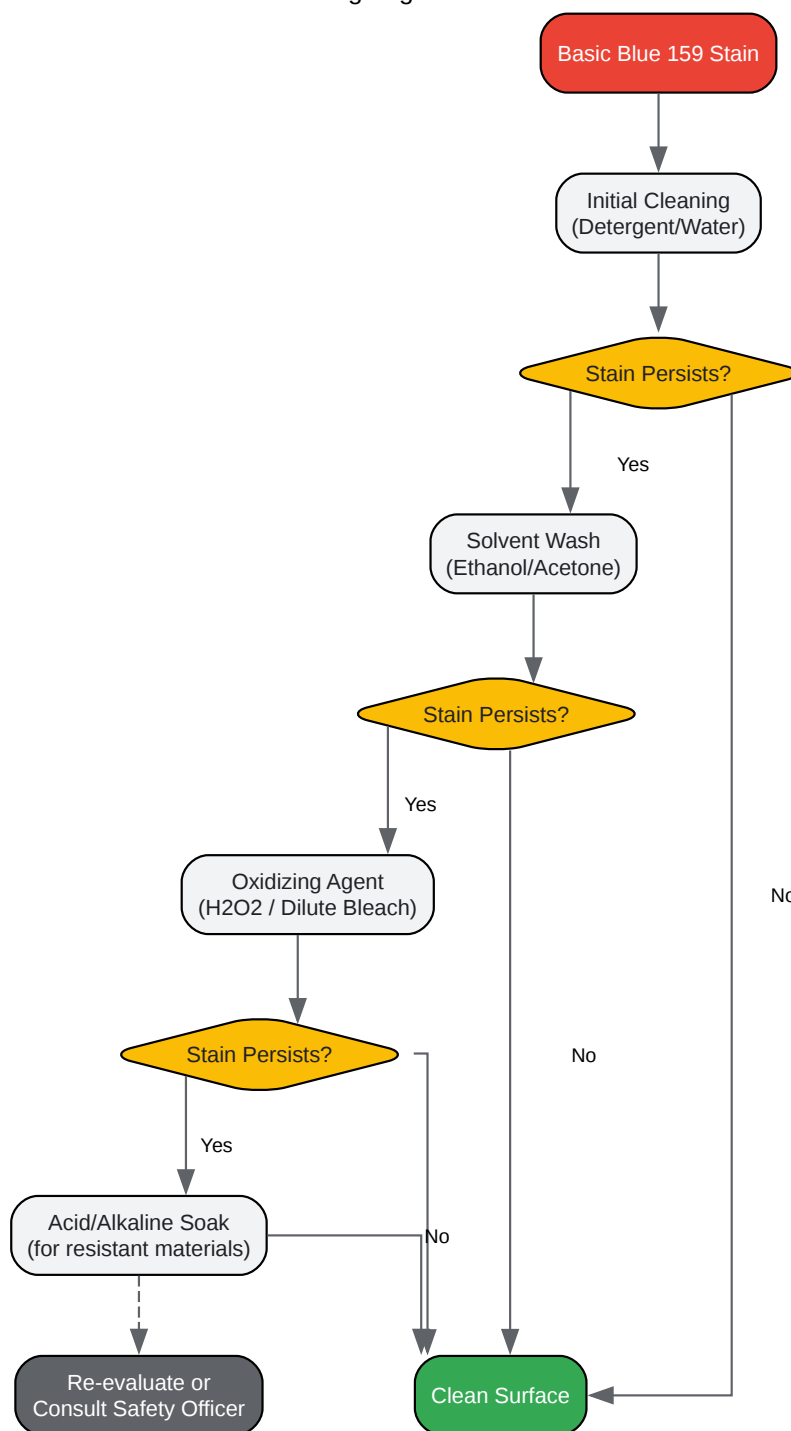 Basic Blue 159 Stain
Initial Cleaning
(Detergent/Water)
Stain Persists?
Yes
Solvent Wash
(Ethanol/Acetone)
Stain Persists?
Yes
Oxidizing Agent
(H2O2 / Dilute Bleach)
No
Stain Persists?
No
Yes
Acid/Alkaline Soak
(for resistant materials)
No
Re-evaluate or
Consult Safety Officer
Clean Surface